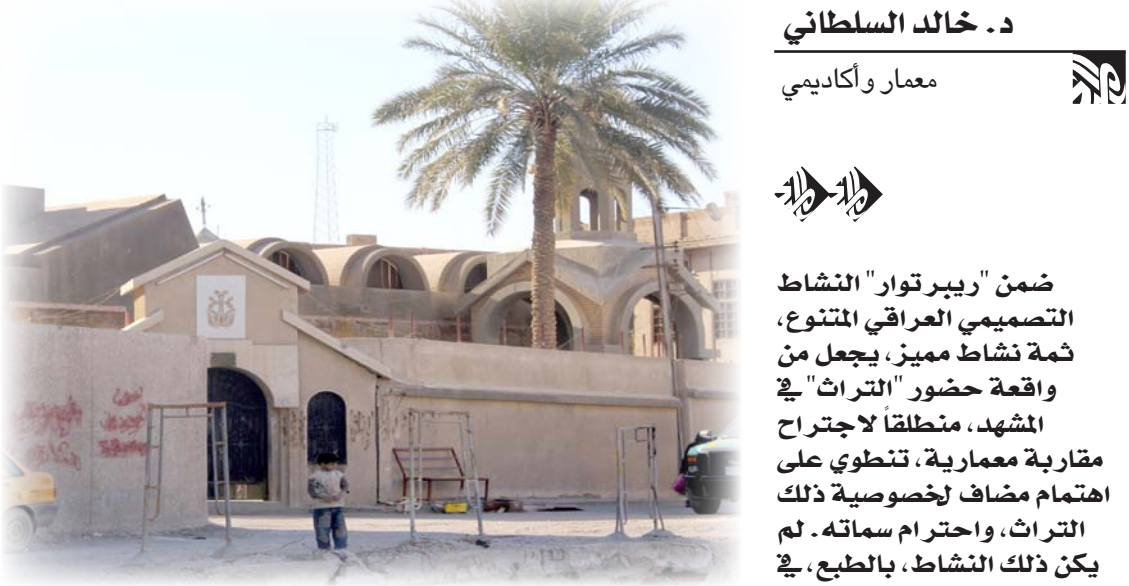 د. خالد السلطاني
معمار وأكاديمي
ضمن "ريبرتوار" النشاط
التصميمي العراقي المتنوع،
ثمة نشاط مميز، يجعل من
واقعة حضور "التراث" في
المشهد، منطلقاً لاجتراح
مقاربة معمارية، تنطوي على
اهتمام مضاف لخصوصية ذلك
التراث، واحترام سماته. لم
يكن ذلك النشاط، بالطبع، في